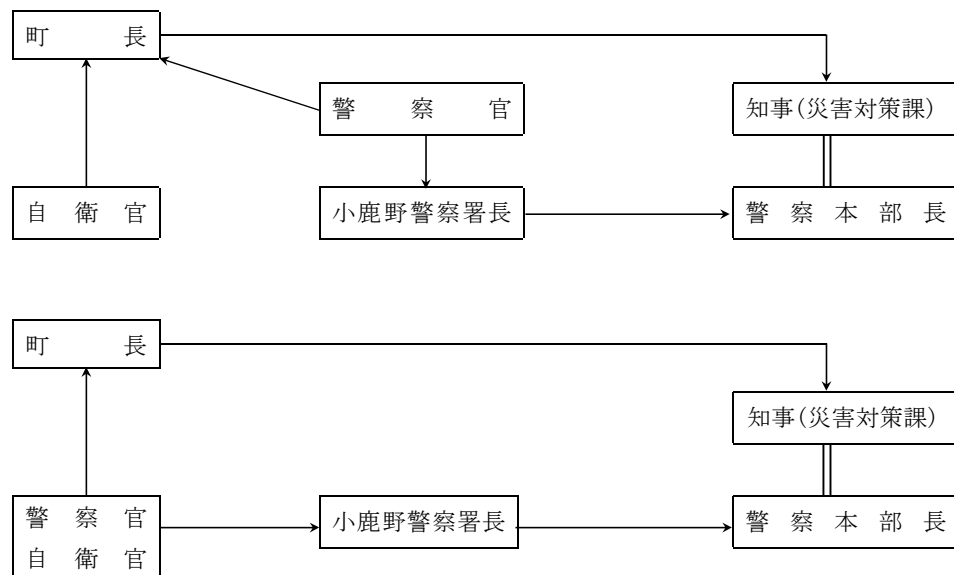 町長
警察官
知事(災害対策課)
自衛官
小鹿野警察署長
警察本部長
町長
知事(災害対策課)
警察官
自衛官
小鹿野警察署長
警察本部長